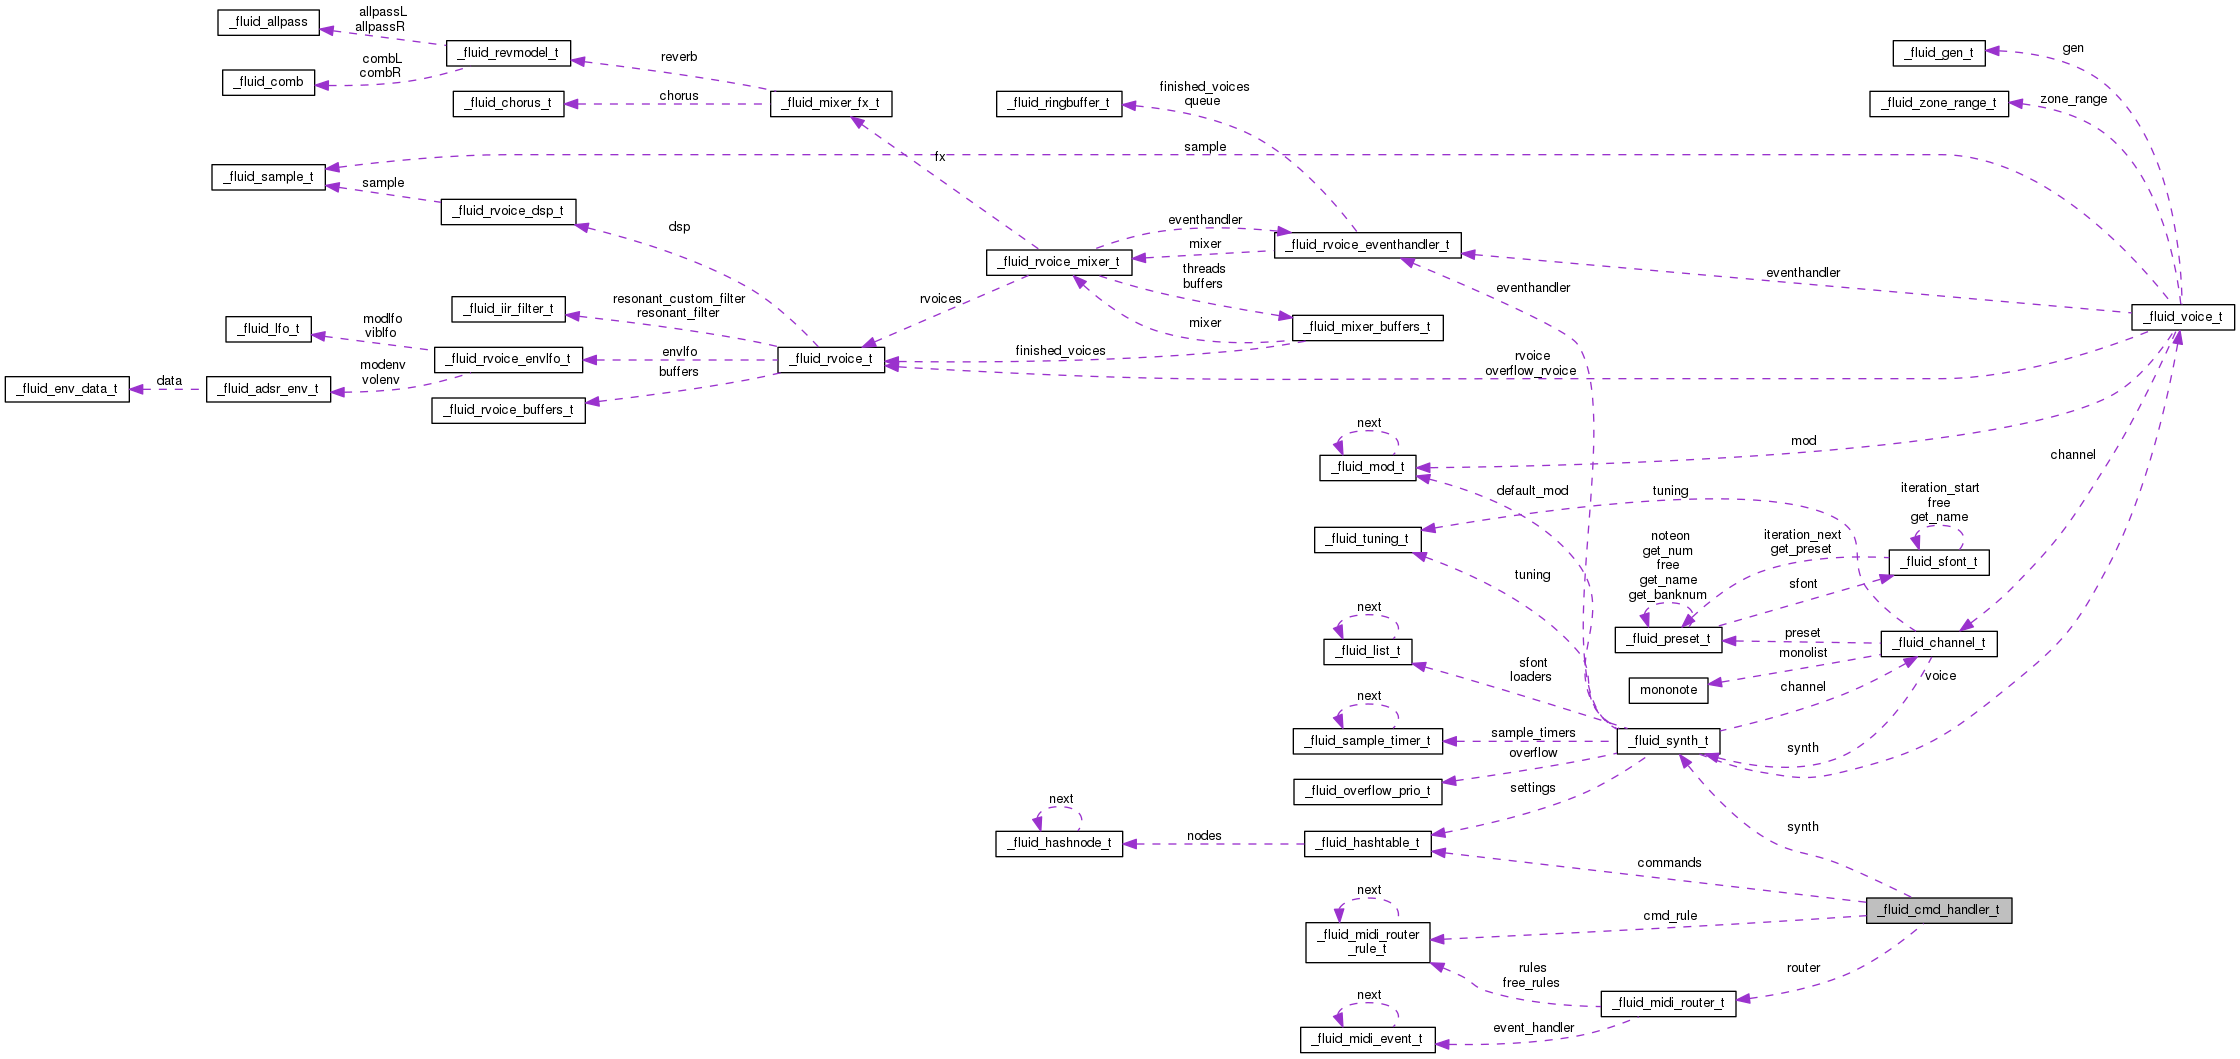 allpassL
allpassR
_fluid_allpass
_fluid_revmodel_t
combL
combR
_fluid_comb
reverb
chorus
_fluid_chorus_t
_fluid_mixer_fx_t
finished_voices
queue
_fluid_ringbuffer_t
gen
_fluid_gen_t
zone_range
_fluid_zone_range_t
fx
sample
_fluid_sample_t
sample
_fluid_rvoice_dsp_t
dsp
eventhandler
mixer
_fluid_rvoice_eventhandler_t
_fluid_rvoice_mixer_t
threads
buffers
eventhandler
eventhandler
rvoices
resonant_custom_filter
resonant_filter
_fluid_iir_filter_t
_fluid_voice_t
modlfo
viblfo
_fluid_lfo_t
mixer
_fluid_mixer_buffers_t
finished_voices
envlfo
_fluid_rvoice_envlfo_t
_fluid_rvoice_t
rvoice
overflow_rvoice
modenv
volenv
buffers
data
_fluid_env_data_t
_fluid_adsr_env_t
_fluid_rvoice_buffers_t
next
mod
_fluid_mod_t
channel
default_mod
tuning
iteration_start
free
get_name
_fluid_tuning_t
noteon
get_num
free
get_name
get_banknum
iteration_next
get_preset
_fluid_sfont_t
tuning
sfont
next
_fluid_list_t
_fluid_preset_t
preset
_fluid_channel_t
monolist
sfont
loaders
mononote
channel
voice
next
_fluid_sample_timer_t
sample_timers
_fluid_synth_t
overflow
synth
_fluid_overflow_prio_t
settings
next
_fluid_hashnode_t
nodes
_fluid_hashtable_t
synth
commands
next
cmd_rule
_fluid_cmd_handler_t
_fluid_midi_router
_rule_t
rules
free_rules
router
next
_fluid_midi_router_t
event_handler
_fluid_midi_event_t